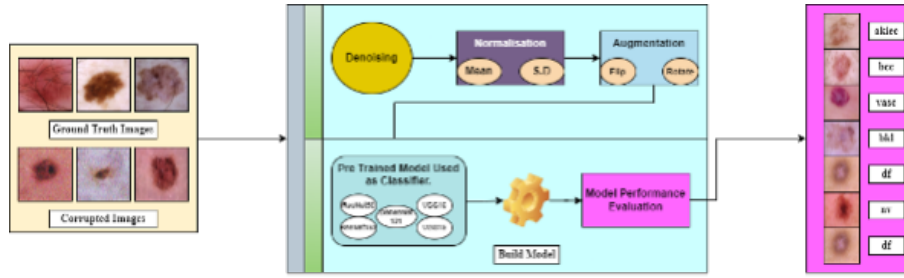 Ground Truth Images
Corrupted Images
Denoising
Normalisation
Mean
S.D
Augmentation
Flip
Rotate
Pre Trained Model Used
as Classifier.
VGG16
Build Model
Model Performance
Evaluation
akiec
bcc
vasc
bkl
df
nv
df